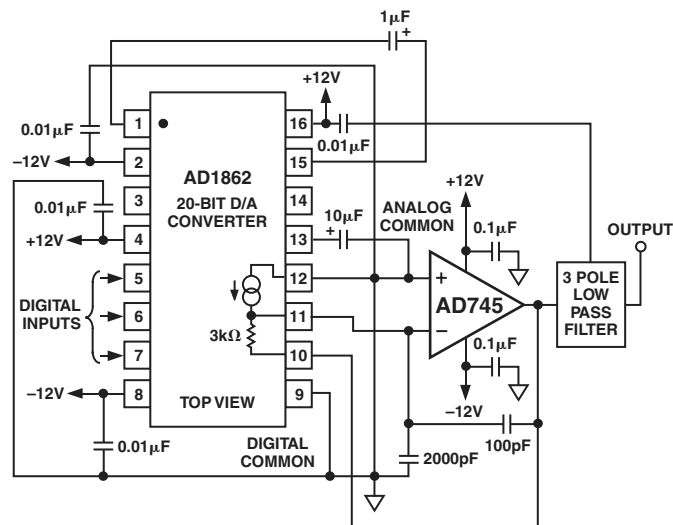 1μF
+
+12V
0.01μF
0.01μF
–12V
0.01μF
+12V
DIGITAL
INPUTS
–12V
0.01μF
1
2
3
4
5
6
7
8
AD1862
20-BIT D/A
CONVERTER
3kΩ
TOP VIEW
16
15
14
13
12
11
10
9
10μF
+
ANALOG
COMMON
DIGITAL
COMMON
+12V
0.1μF
+
AD745
–
0.1μF
–12V
100pF
2000pF
OUTPUT
3 POLE
LOW
PASS
FILTER